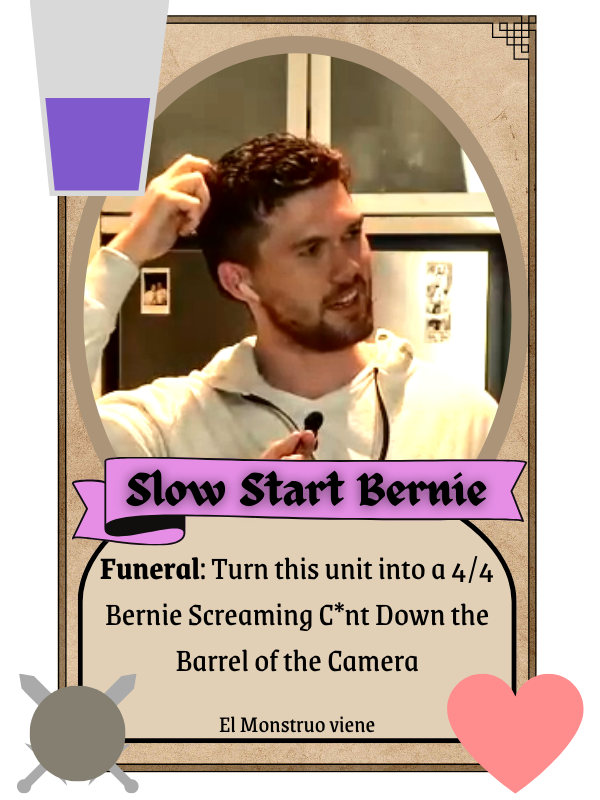 Slow Start Bernie
Funeral: Turn this unit into a 4/4
Bernie Screaming C*nt Down the
Barrel of the Camera
El Monstruo viene